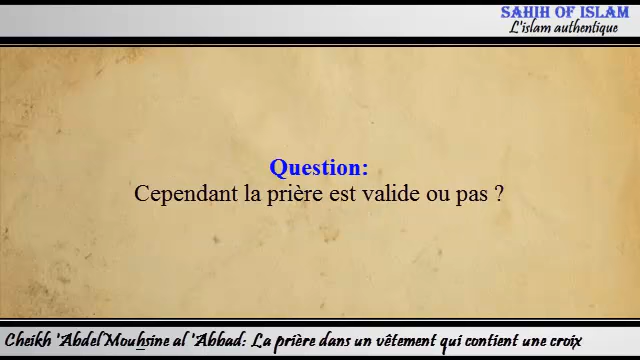 SAHIH OF ISLAM
L'islam authentique
Question:
Cependant la prière est valide ou pas ?
Cheikh 'Abdel Mouhsine al 'Abbad: La prière dans un vêtement qui contient une croix